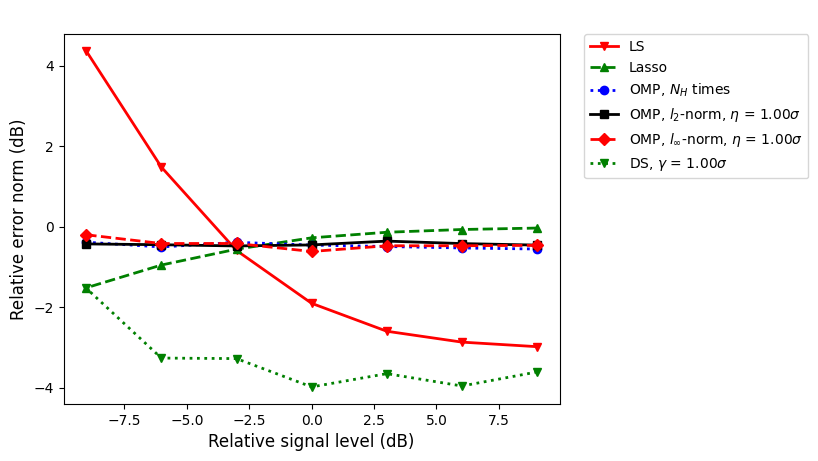 LS
Lasso
OMP, N_H times
OMP, l₂-norm, η = 1.00σ
OMP, l∞-norm, η = 1.00σ
DS, γ = 1.00σ
Relative error norm (dB)
4
2
0
−2
−4
−7.5 −5.0 −2.5 0.0 2.5 5.0 7.5
Relative signal level (dB)